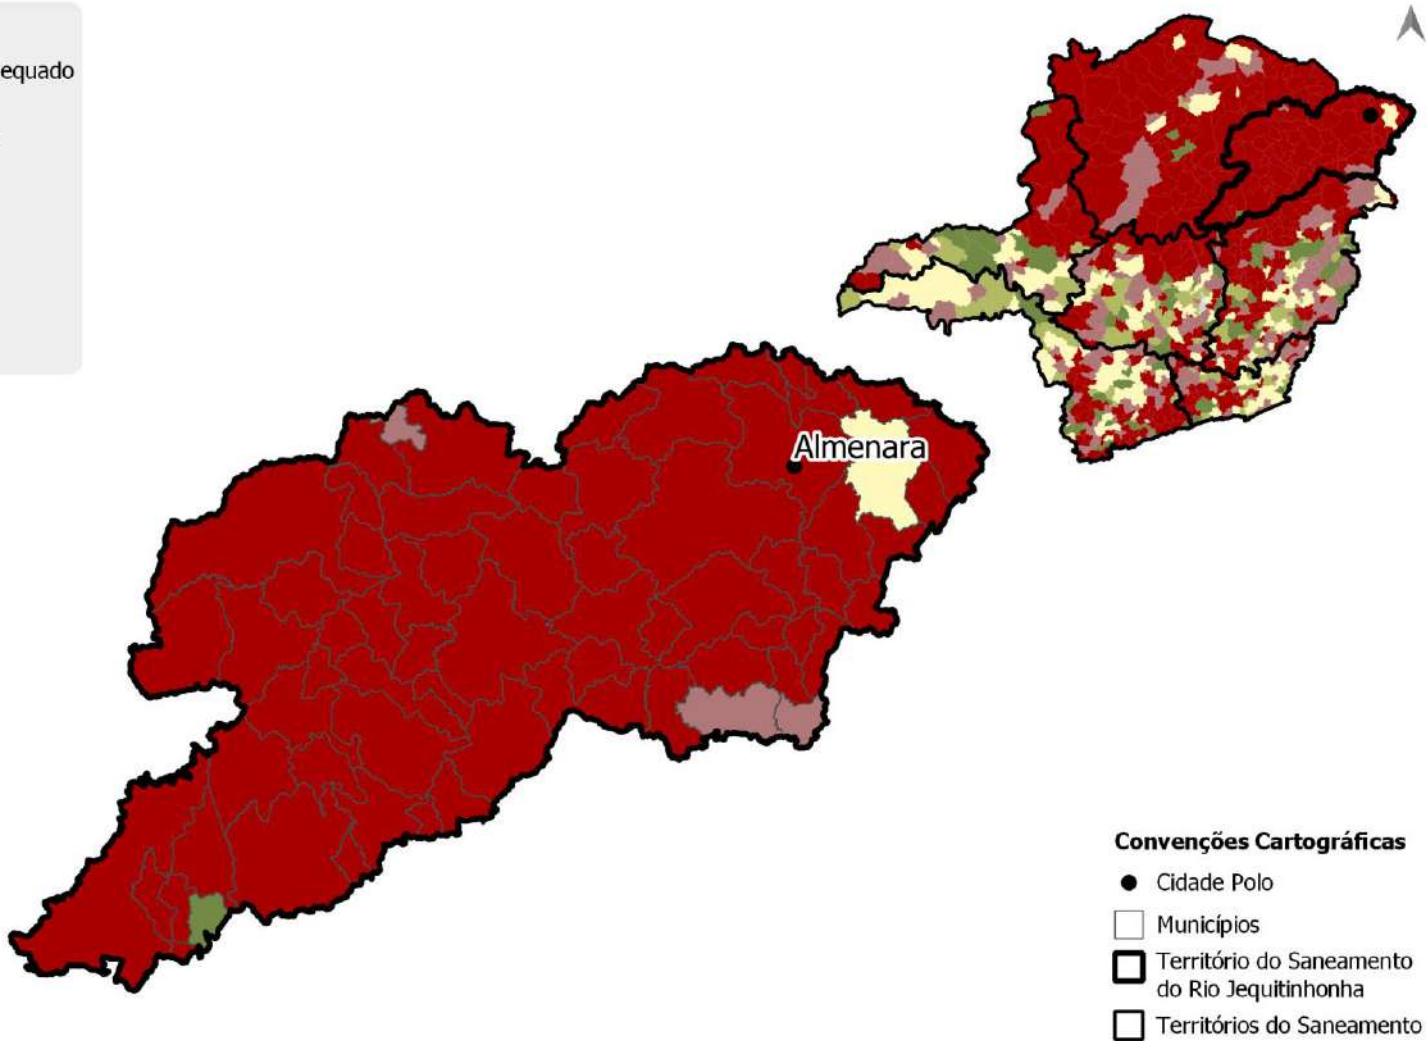 equado
Almenara
Convenções Cartográficas
Cidade Polo
Municípios
Território do Saneamento
do Rio Jequitinhonha
Territórios do Saneamento